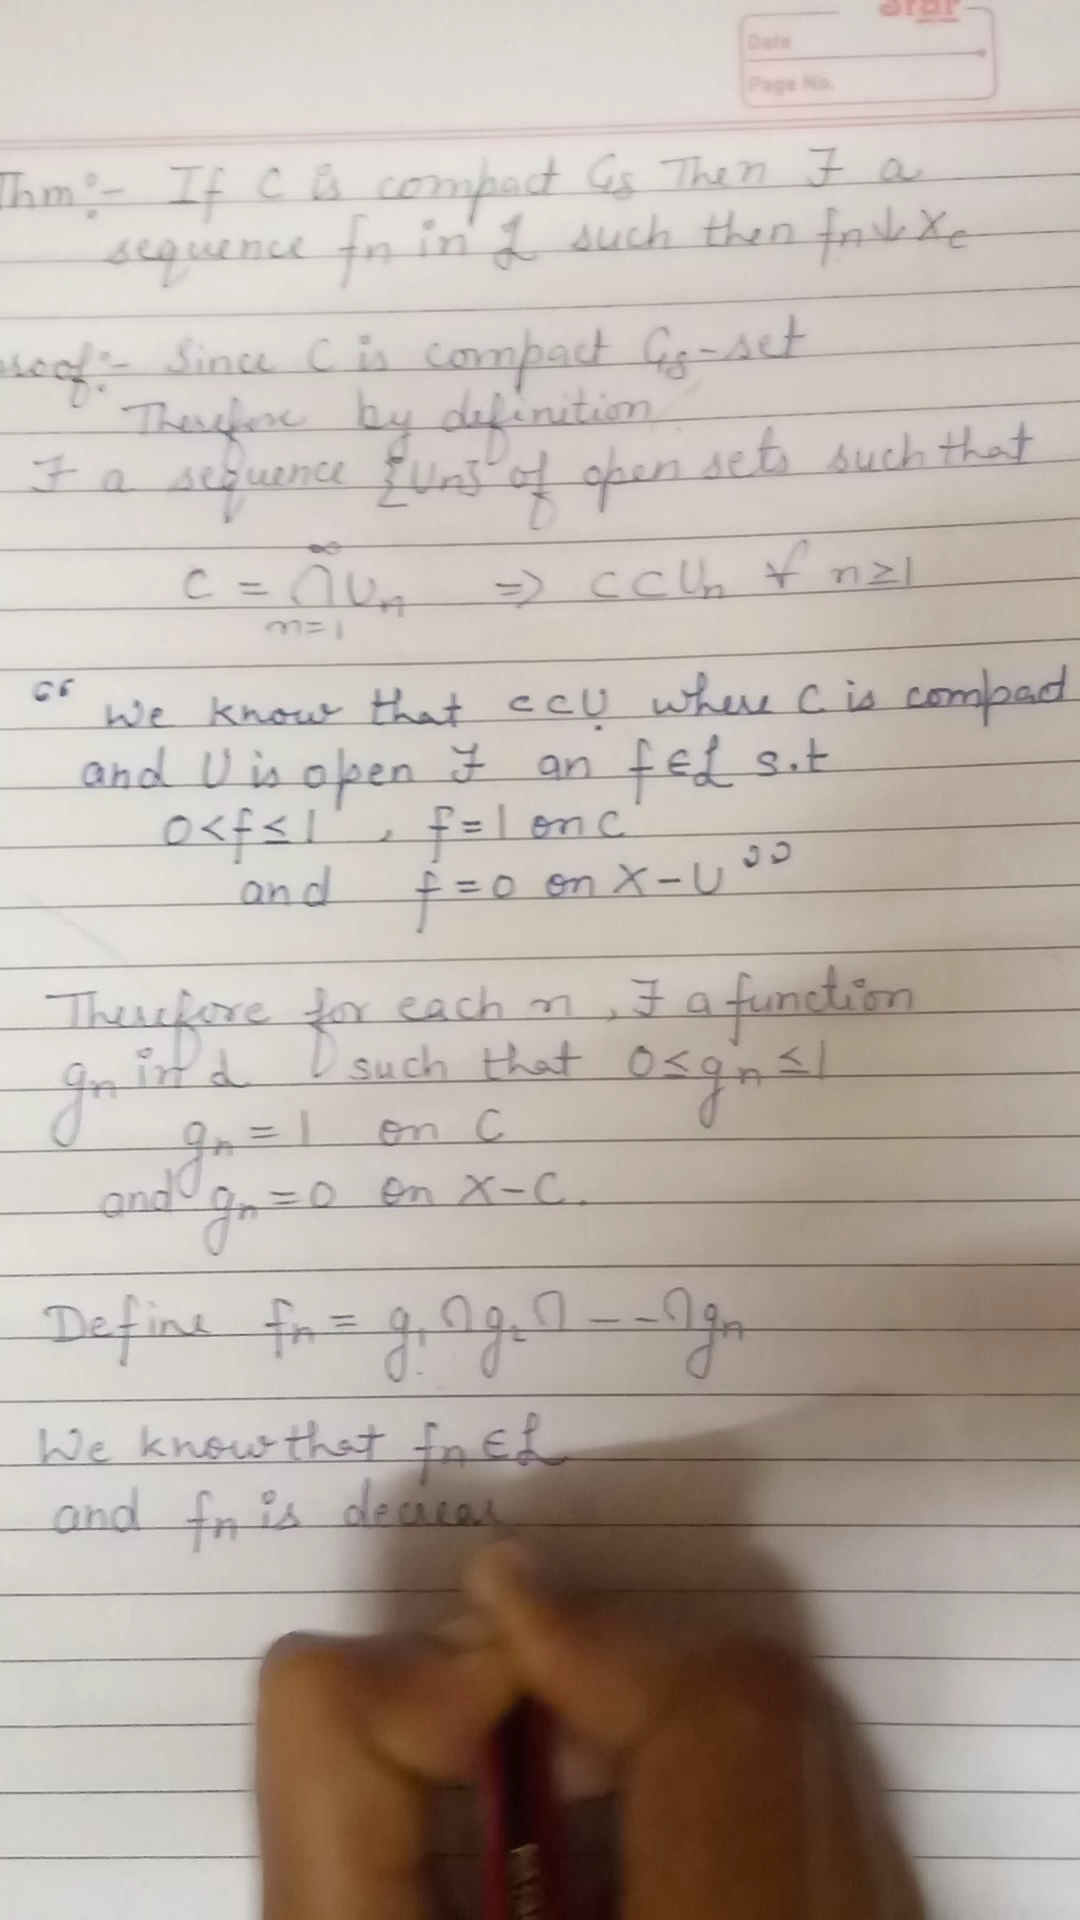 Star
Date
Page No.
Thm:- If C is compact Gδ Then ∃ a
sequence fn in L such then fn↓χc
Proof:- Since C is compact Gδ-set
Therefore by definition
∃ a sequence {Un} of open sets such that
C = ∞∩n=1 Un => C⊂Un ∀ n≥1
“ We know that C⊂U where C is compact
and U is open ∃ an f∈L s.t
0<f≤1 , f=1 on C
and f=0 on X-U ”
Therefore for each n, ∃ a function
gn in L such that 0≤gn≤1
gn=1 on C
and gn=0 on X-C.
Define fn = g1∩g2∩---∩gn
We know that fn∈L
and fn is decreas